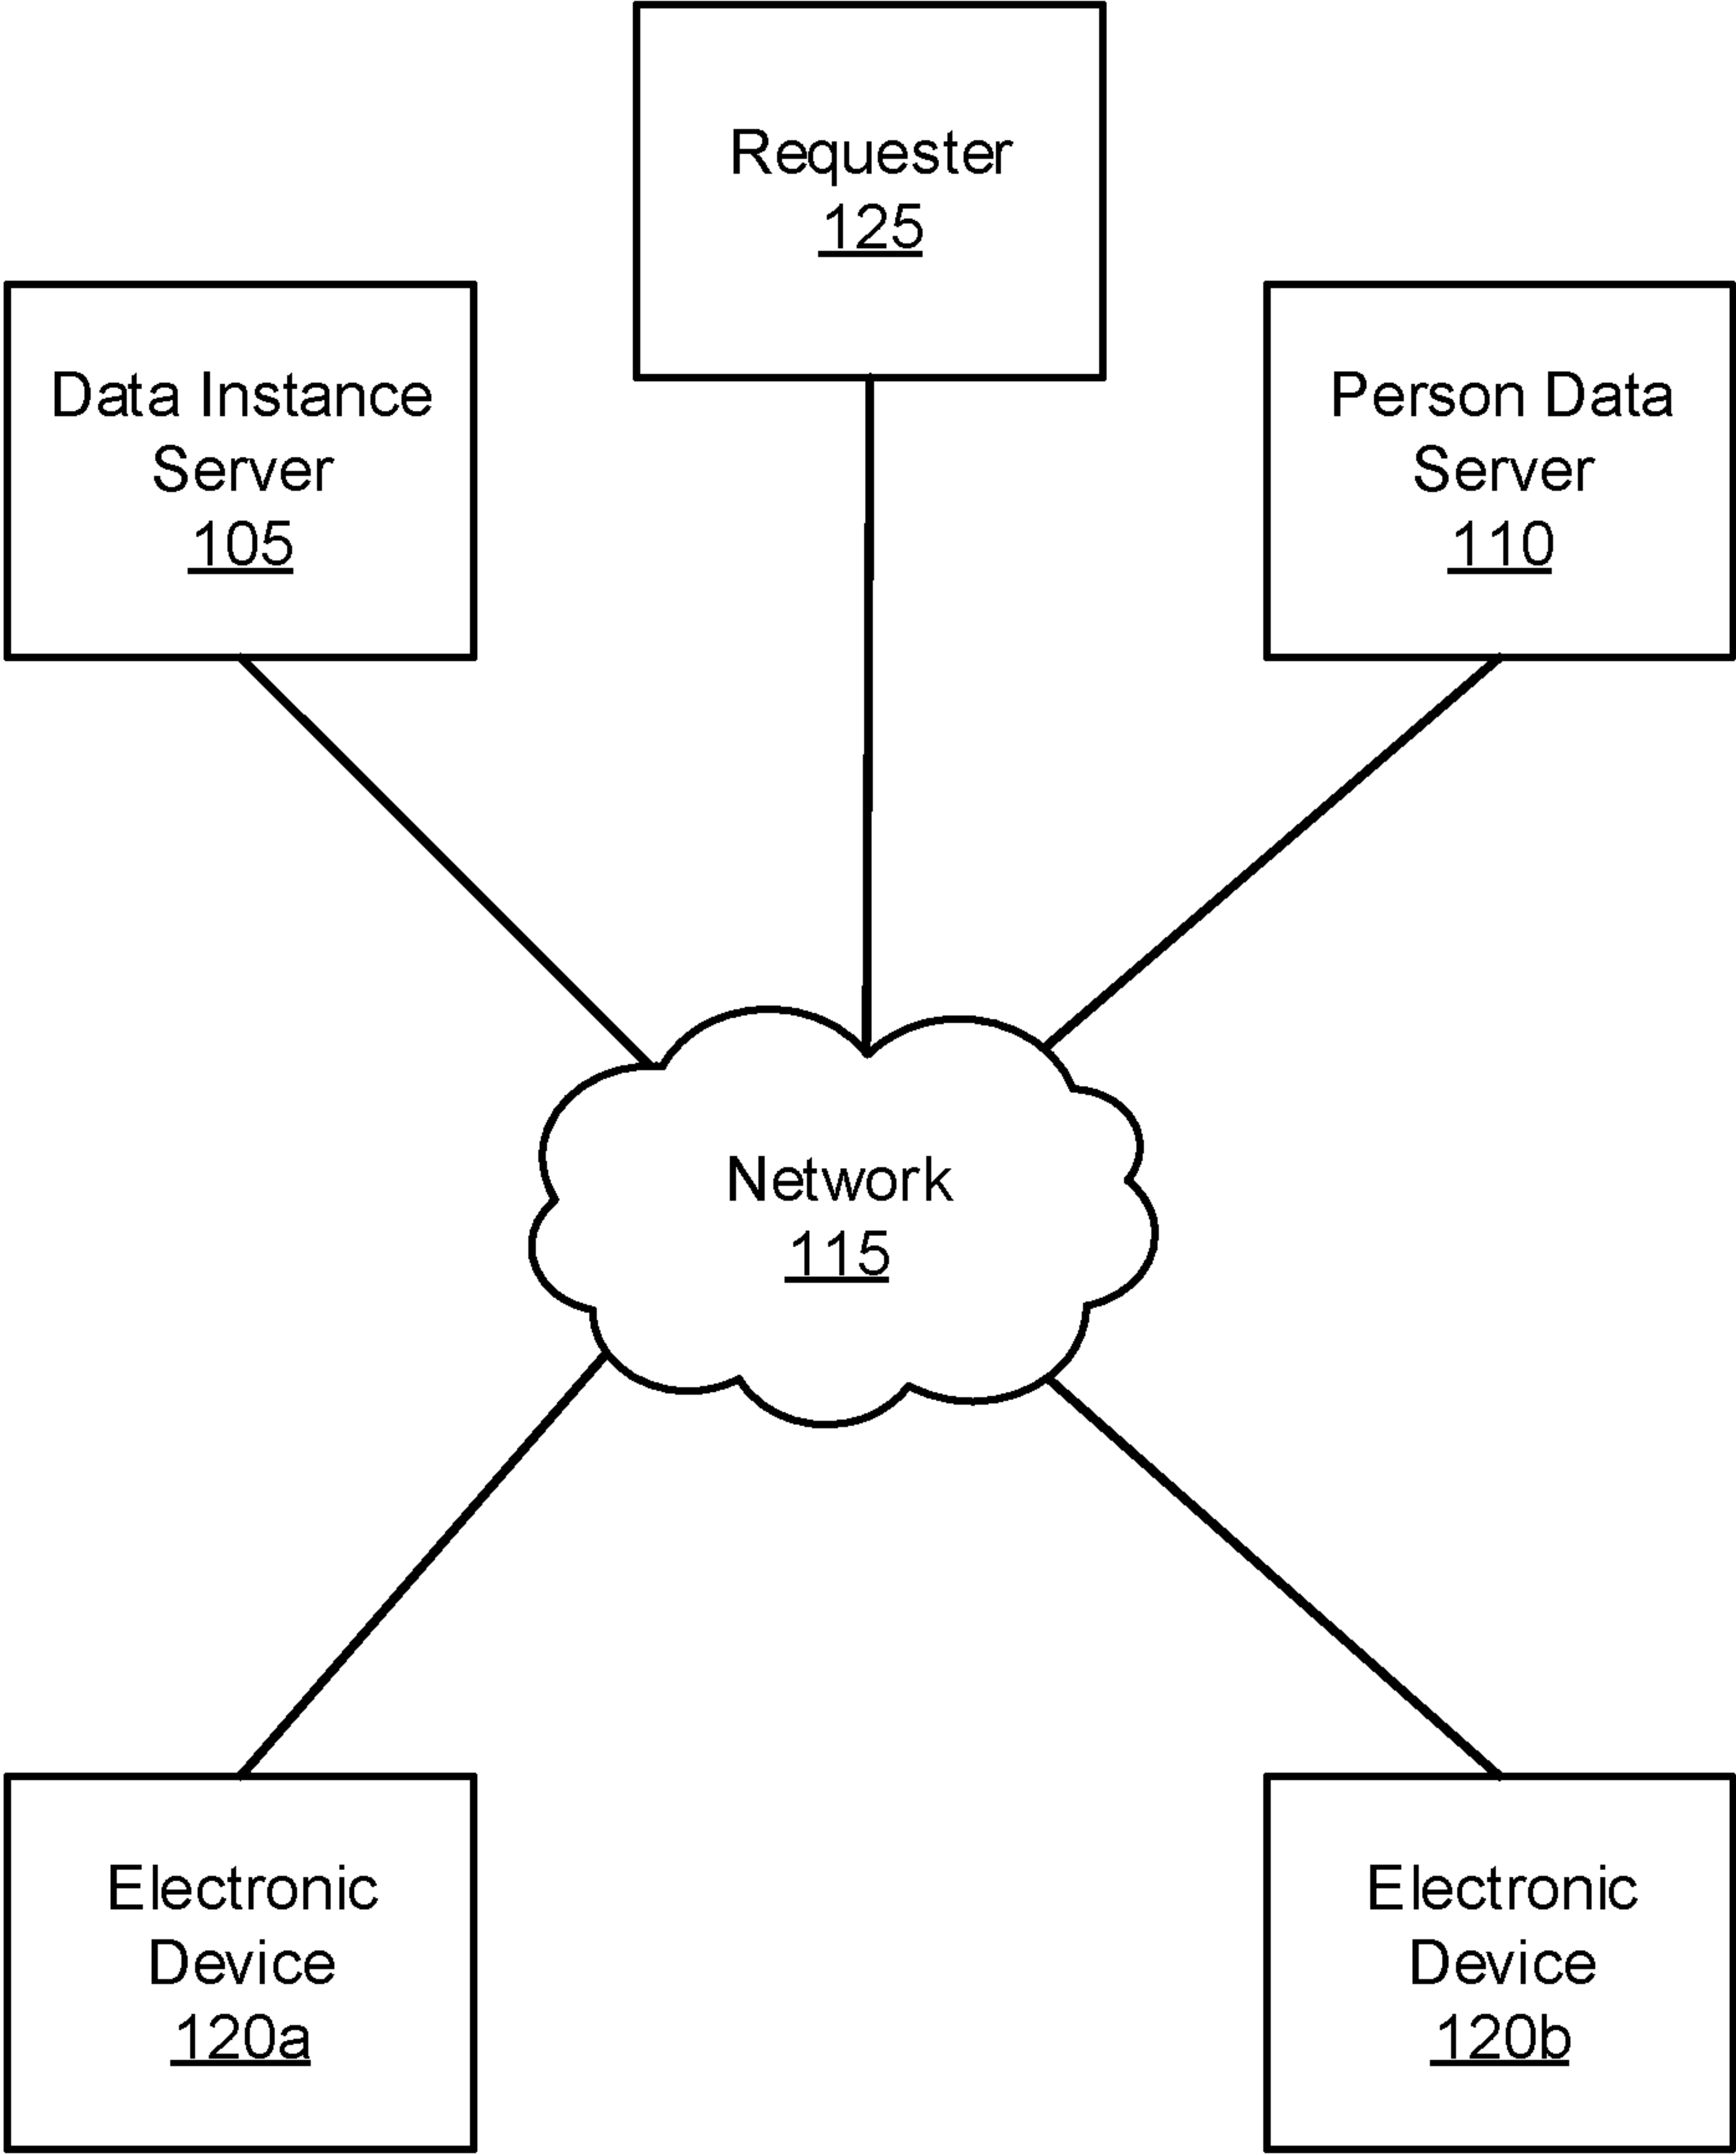 Requester
125
Data Instance
Server
105
Person Data
Server
110
Network
115
Electronic
Device
120a
Electronic
Device
120b